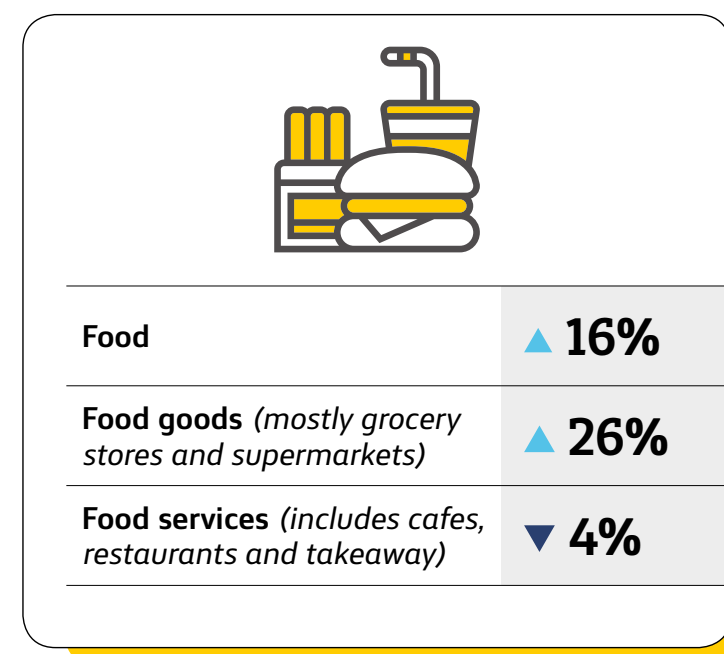 Food ▲ 16%
Food goods (mostly grocery
stores and supermarkets) ▲ 26%
Food services (includes cafes,
restaurants and takeaway) ▼ 4%